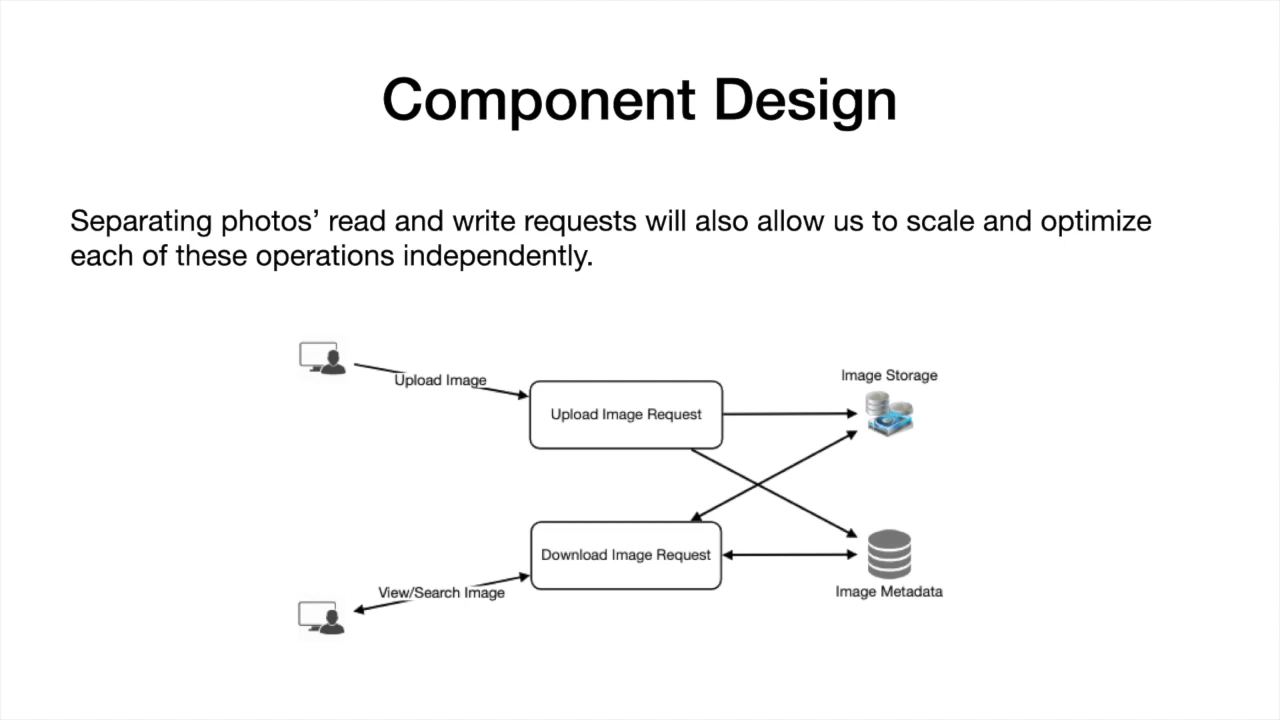 Component Design
Separating photos’ read and write requests will also allow us to scale and optimize
each of these operations independently.
Upload Image
Upload Image Request
Image Storage
Download Image Request
View/Search Image
Image Metadata